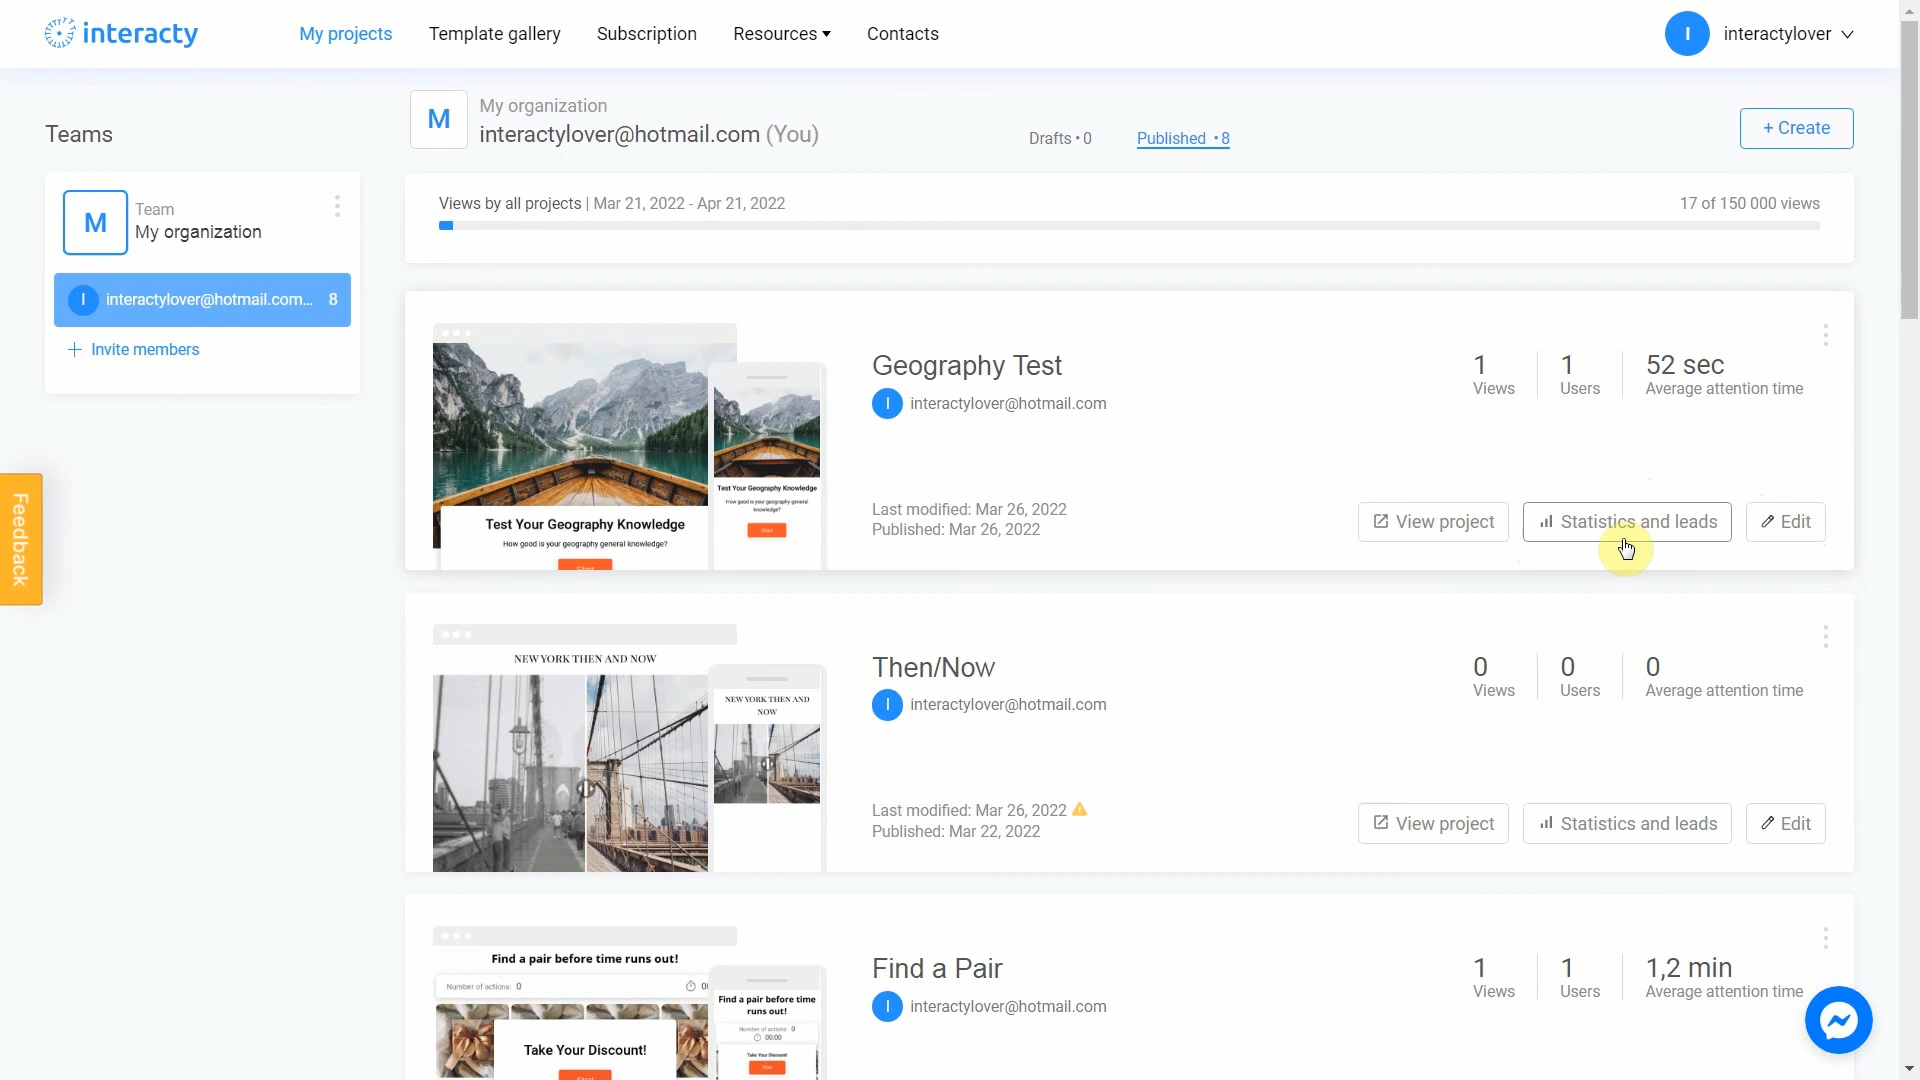 interacty
My projects
Template gallery
Subscription
Resources
Contacts
I
interactylover
Teams
M
My organization
interactylover@hotmail.com (You)
Drafts • 0
Published • 8
+ Create
M
Team
My organization
I
interactylover@hotmail.com...
8
+ Invite members
Feedback
Views by all projects | Mar 21, 2022 - Apr 21, 2022
17 of 150 000 views
Test Your Geography Knowledge
How good is your geography general knowledge?
Start
Test Your Geography Knowledge
How good is your geography general
knowledge?
Start
Geography Test
I
interactylover@hotmail.com
Last modified: Mar 26, 2022
Published: Mar 26, 2022
1
Views
1
Users
52 sec
Average attention time
View project
Statistics and leads
Edit
NEW YORK THEN AND NOW
NEW YORK THEN AND
NOW
Then/Now
I
interactylover@hotmail.com
Last modified: Mar 26, 2022
Published: Mar 22, 2022
0
Views
0
Users
0
Average attention time
View project
Statistics and leads
Edit
Find a pair before time runs out!
Number of actions: 0
Take Your Discount!
Start
Find a pair before time
runs out!
Number of actions: 0
00:00
Take Your Discount!
Start
Find a Pair
I
interactylover@hotmail.com
1
Views
1
Users
1,2 min
Average attention time